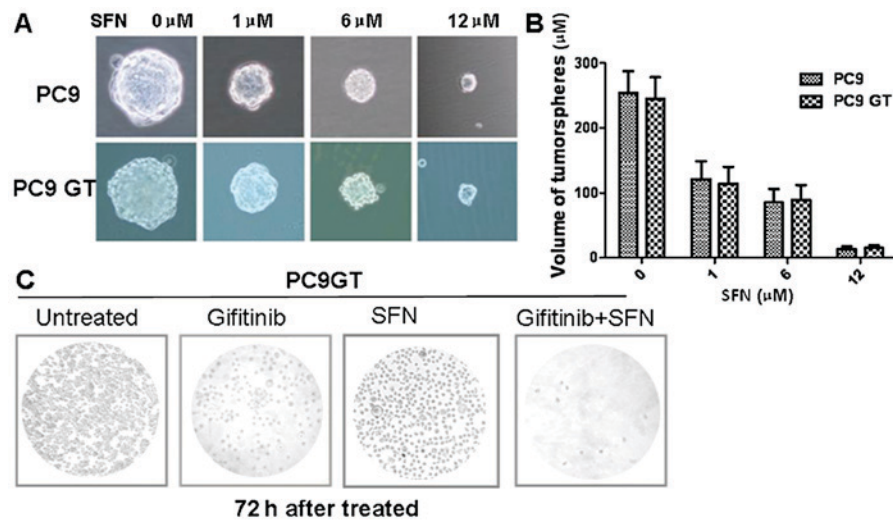 A
SFN 0 μM 1 μM 6 μM 12 μM
PC9
PC9 GT
B
Volume of tumorspheres (μM)
300
200
100
0
PC9
PC9 GT
0 1 6 12
SFN (μM)
C
PC9GT
Untreated Gifitinib SFN Gifitinib+SFN
72 h after treated